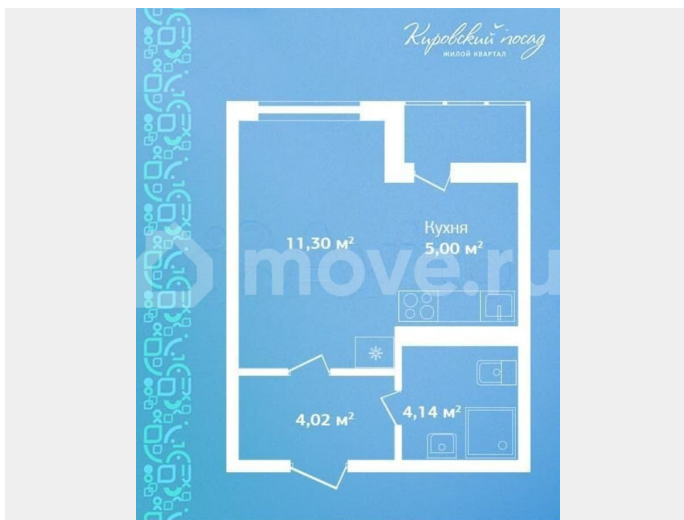 Кировский посад
ЖИЛОЙ КВАРТАЛ
Кухня
11,30 м²
5,00 м²
move.ru
4,02 м²
4,14 м²